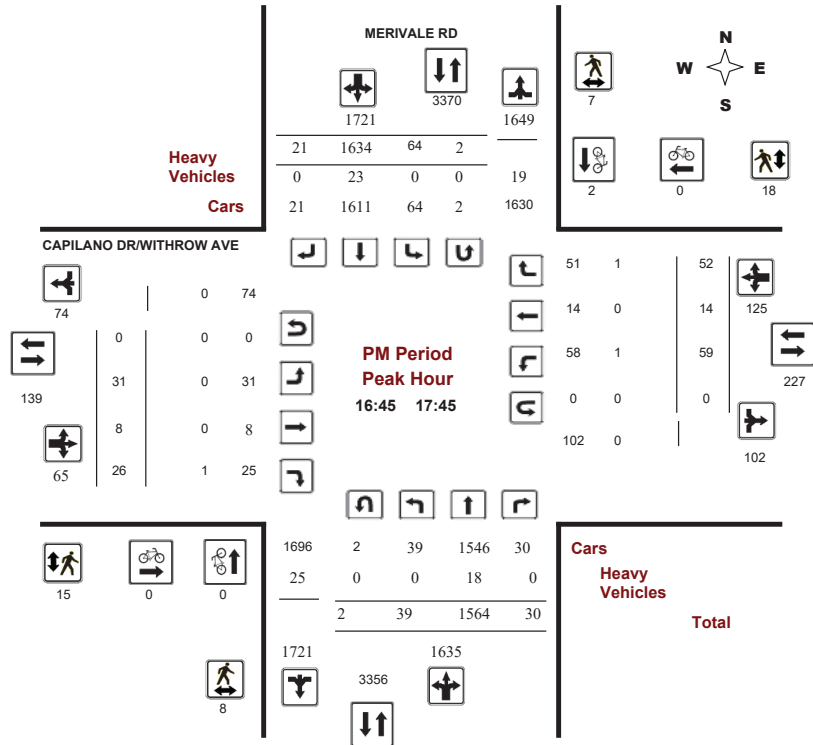 MERIVALE RD
N
W E
S
3370
7
1721 1649
21 1634 64 2
Heavy
Vehicles
0 23 0 0 19
2 0 18
Cars 21 1611 64 2 1630
CAPILANO DR/WITHROW AVE
51 1 52
74 0 74
14 0 14 125
0 0 0
PM Period
58 1 59
139 31 0 31
Peak Hour
227
16:45 17:45
0 0 0
8 0 8
102 0
102
65 26 1 25
1696 2 39 1546 30 Cars
25 0 0 18 0 Heavy
Vehicles
15 0 0
2 39 1564 30 Total
1721 1635
3356
8